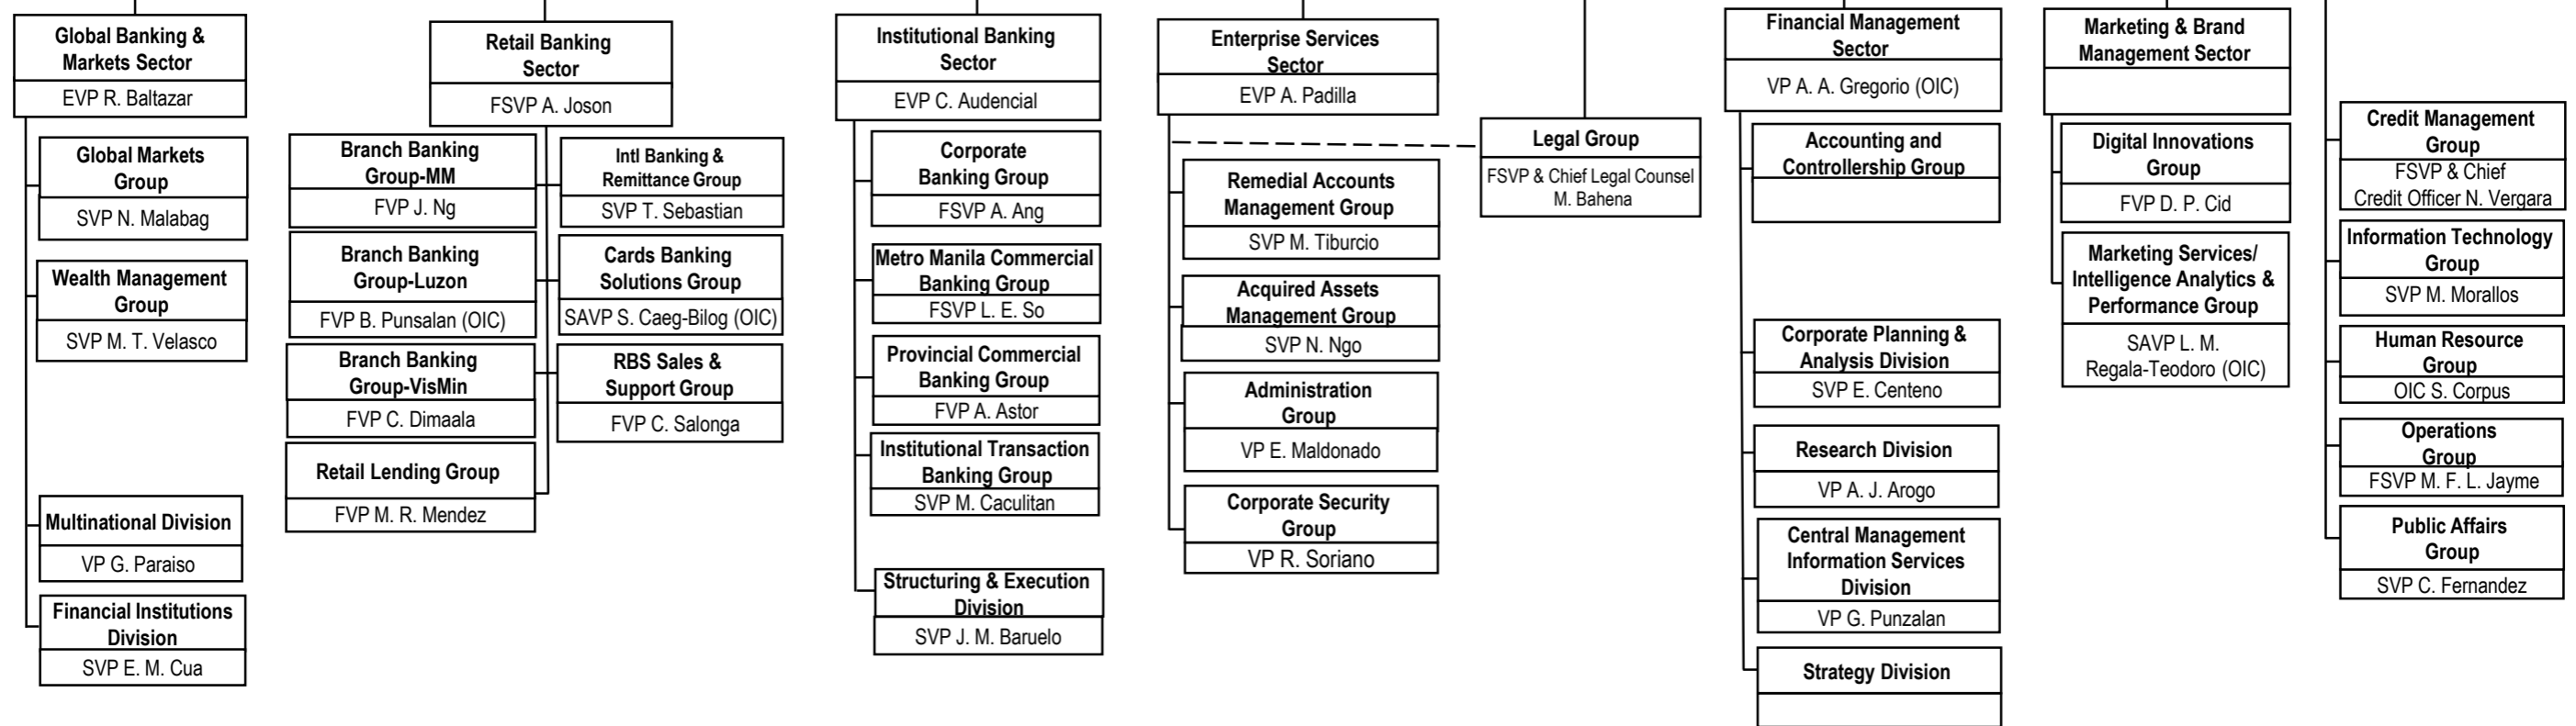 Global Banking &
Markets Sector
EVP R. Baltazar
Global Markets
Group
SVP N. Malabag
Wealth Management
Group
SVP M. T. Velasco
Multinational Division
VP G. Paraiso
Financial Institutions
Division
SVP E. M. Cua
Retail Banking
Sector
FSVP A. Joson
Branch Banking
Group-MM
FVP J. Ng
Branch Banking
Group-Luzon
FVP B. Punsalan (OIC)
Branch Banking
Group-VisMin
FVP C. Dimaala
Retail Lending Group
FVP M. R. Mendez
Intl Banking &
Remittance Group
SVP T. Sebastian
Cards Banking
Solutions Group
SAVP S. Caeg-Bilog (OIC)
RBS Sales &
Support Group
FVP C. Salonga
Institutional Banking
Sector
EVP C. Audencial
Corporate
Banking Group
FSVP A. Ang
Metro Manila Commercial
Banking Group
FSVP L. E. So
Provincial Commercial
Banking Group
FVP A. Astor
Institutional Transaction
Banking Group
SVP M. Caculitan
Structuring & Execution
Division
SVP J. M. Baruelo
Enterprise Services
Sector
EVP A. Padilla
Remedial Accounts
Management Group
SVP M. Tiburcio
Acquired Assets
Management Group
SVP N. Ngo
Administration
Group
VP E. Maldonado
Corporate Security
Group
VP R. Soriano
Legal Group
FSVP & Chief Legal Counsel
M. Bahena
Financial Management
Sector
VP A. A. Gregorio (OIC)
Accounting and
Controllership Group
Corporate Planning &
Analysis Division
SVP E. Centeno
Research Division
VP A. J. Arogo
Central Management
Information Services
Division
VP G. Punzalan
Strategy Division
Marketing & Brand
Management Sector
Digital Innovations
Group
FVP D. P. Cid
Marketing Services/
Intelligence Analytics &
Performance Group
SAVP L. M.
Regala-Teodoro (OIC)
Credit Management
Group
FSVP & Chief
Credit Officer N. Vergara
Information Technology
Group
SVP M. Morallos
Human Resource
Group
OIC S. Corpus
Operations
Group
FSVP M. F. L. Jayme
Public Affairs
Group
SVP C. Fernandez